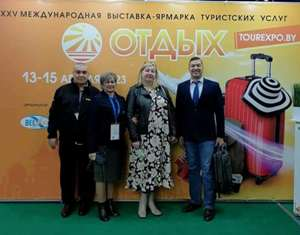 XXV МЕЖДУНАРОДНАЯ ВЫСТАВКА-ЯРМАРКА ТУРИСТСКИХ УСЛУГ
ОТДЫХ
TOUREXPO.BY
13-15